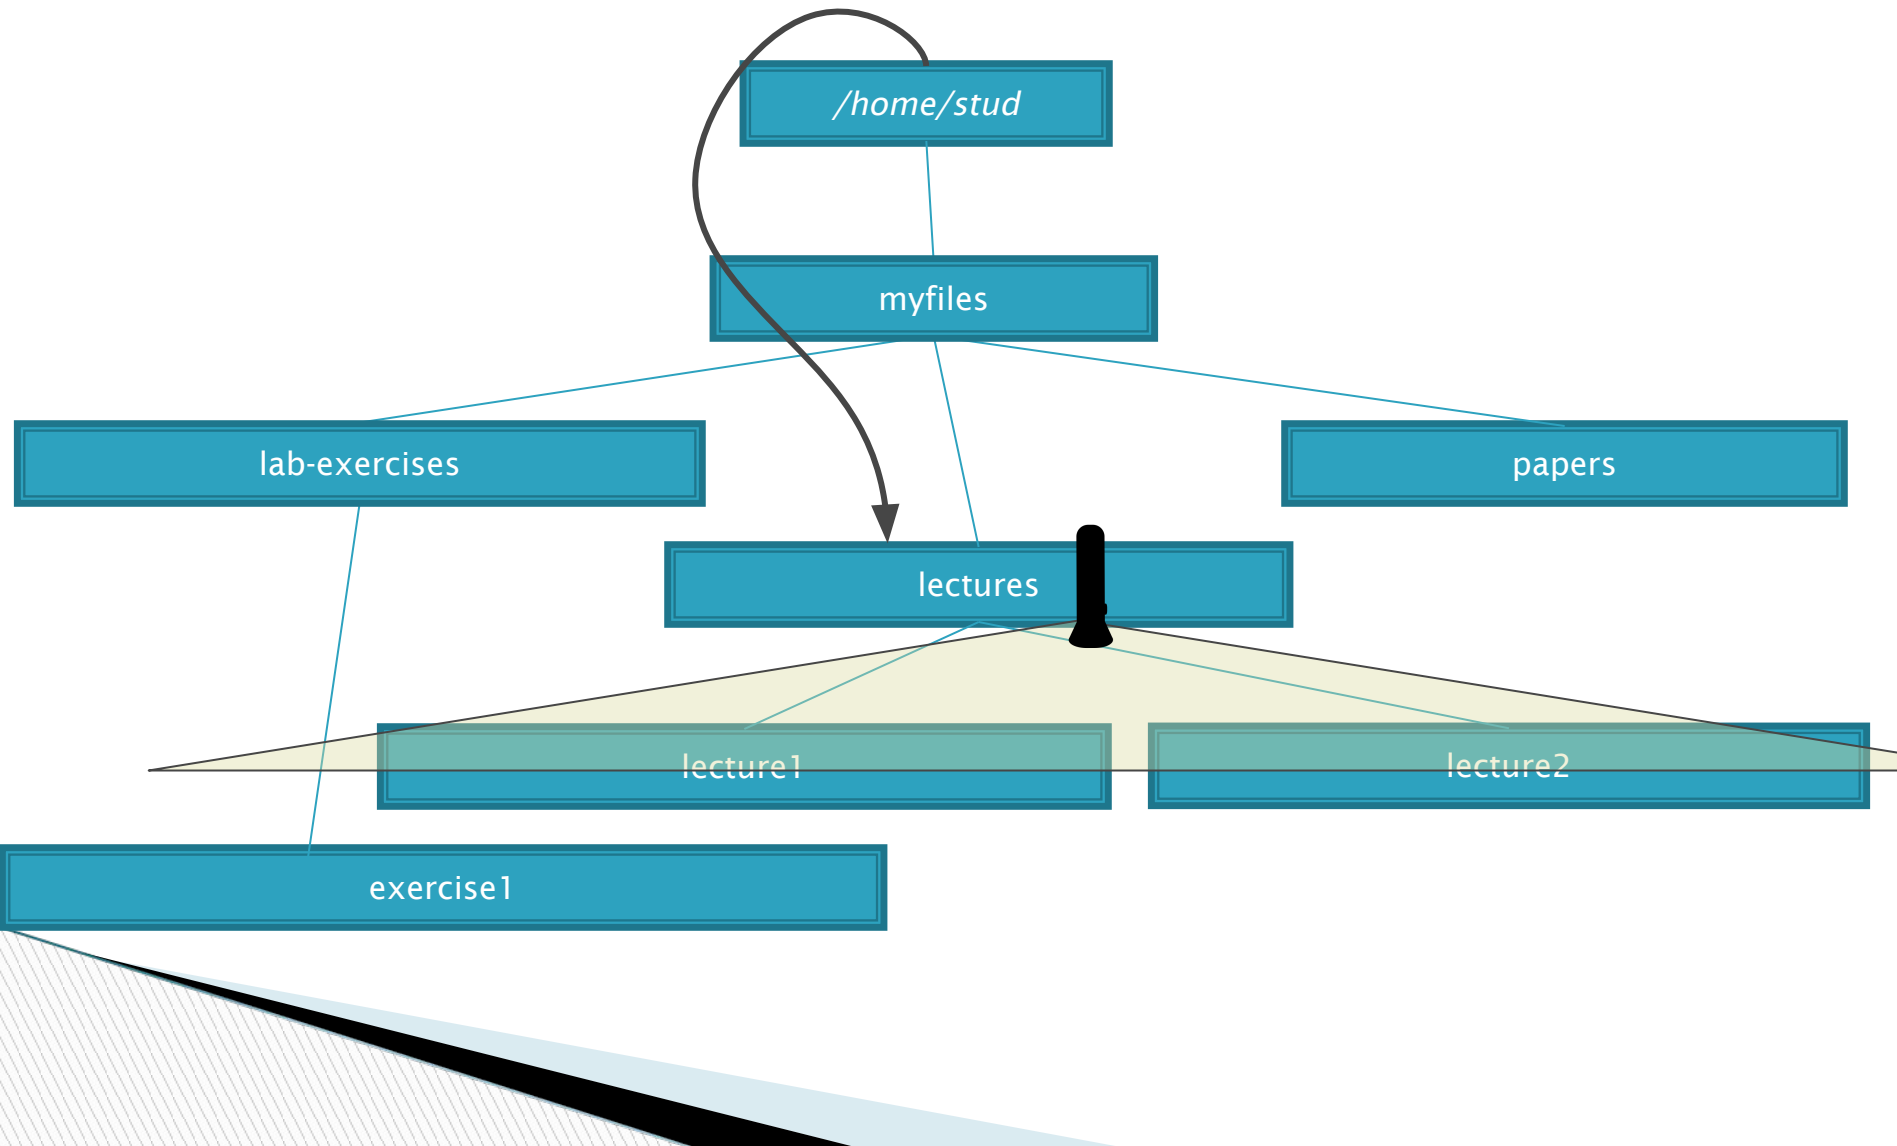 /home/stud
myfiles
lab-exercises
papers
lectures
lecture1
lecture2
exercise1